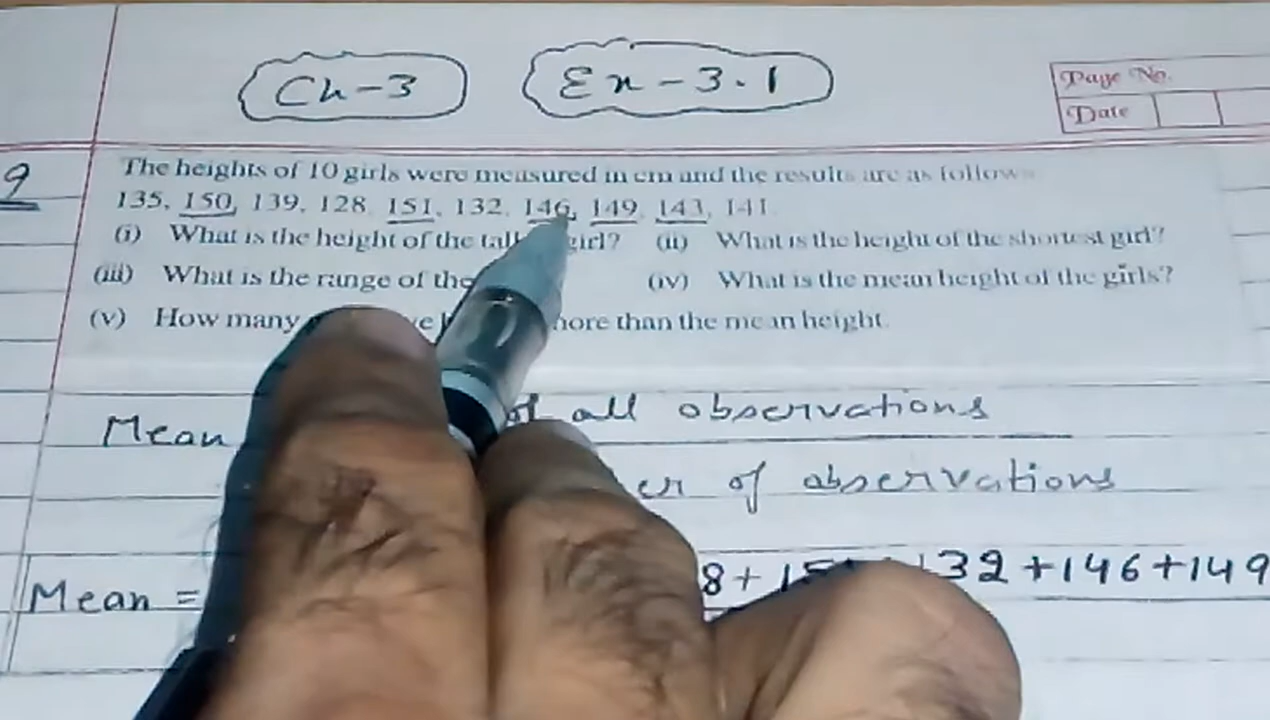 Ch-3 Ex-3.1
Page No.
Date
9
The heights of 10 girls were measured in cm and the results are as follows
135, 150, 139, 128, 151, 132, 146, 149, 143, 141
(i) What is the height of the girl? (ii) What is the height of the shortest girl?
(iii) What is the range of the (iv) What is the mean height of the girls?
(v) How many more than the mean height.
Mean of all observations
of observations
Mean = 8+ 132+146+149